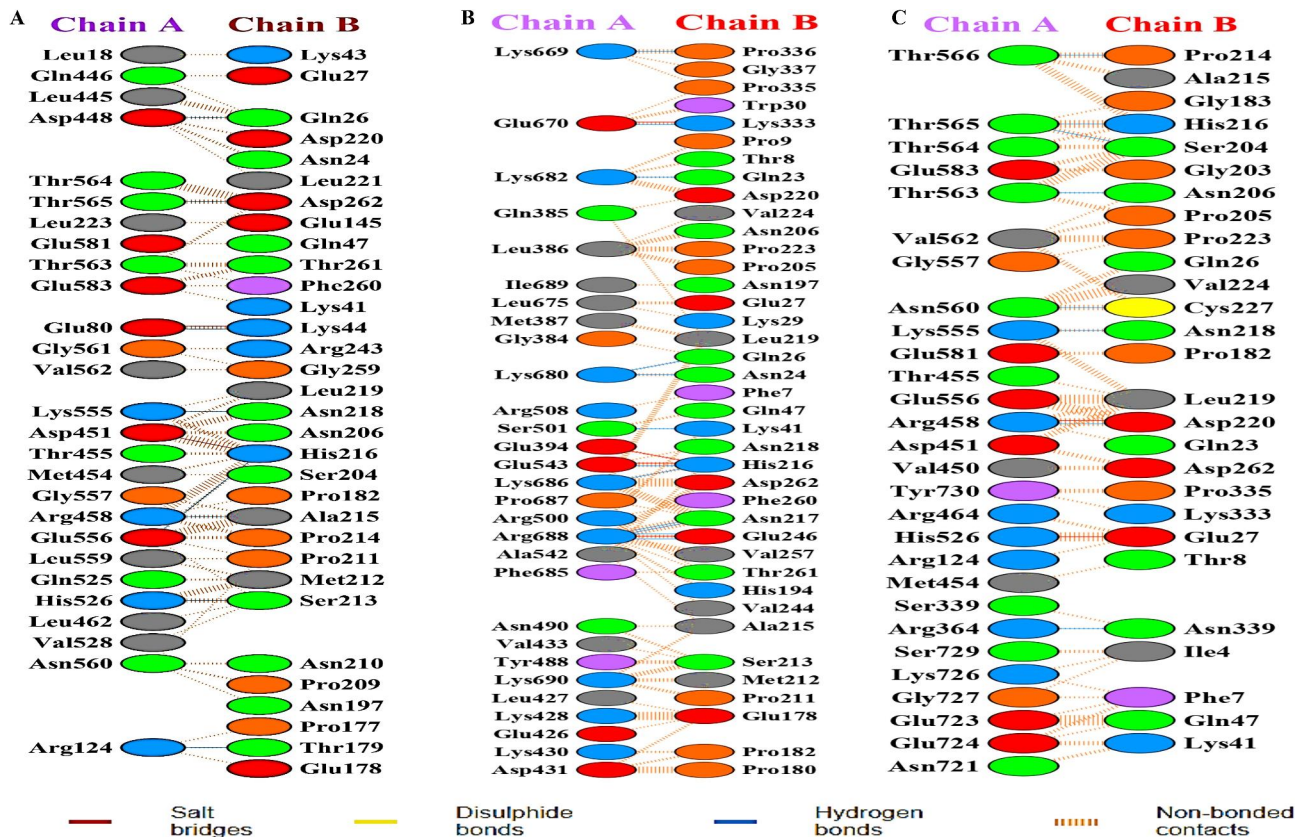 A
Chain A Chain B
Leu18 Lys43
Gln446 Glu27
Leu445
Asp448 Gln26
Asp220
Asn24
Thr564 Leu221
Thr565 Asp262
Leu223 Glu145
Glu581 Gln47
Thr563 Thr261
Glu583 Phe260
Lys41
Glu80 Lys44
Gly561 Arg243
Val562 Gly259
Leu219
Lys555 Asn218
Asp451 Asn206
Thr455 His216
Met454 Ser204
Gly557 Pro182
Arg458 Ala215
Glu556 Pro214
Leu559 Pro211
Gln525 Met212
His526 Ser213
Leu462
Val528
Asn560 Asn210
Pro209
Asn197
Pro177
Arg124 Thr179
Glu178
B
Chain A Chain B
Lys669 Pro336
Gly337
Pro335
Trp30
Glu670 Lys333
Pro9
Thr8
Lys682 Gln23
Asp220
Gln385 Val224
Asn206
Leu386 Pro223
Pro205
Ile689 Asn197
Leu675 Glu27
Met387 Lys29
Gly384 Leu219
Gln26
Lys680 Asn24
Phe7
Arg508 Gln47
Ser501 Lys41
Glu394 Asn218
Glu543 His216
Lys686 Asp262
Pro687 Phe260
Arg500 Asn217
Arg688 Glu246
Ala542 Val257
Phe685 Thr261
His194
Val244
Asn490 Ala215
Val433
Tyr488 Ser213
Lys690 Met212
Leu427 Pro211
Lys428 Glu178
Glu426
Lys430 Pro182
Asp431 Pro180
C
Chain A Chain B
Thr566 Pro214
Ala215
Gly183
Thr565 His216
Thr564 Ser204
Glu583 Gly203
Thr563 Asn206
Pro205
Val562 Pro223
Gly557 Gln26
Val224
Asn560 Cys227
Lys555 Asn218
Glu581 Pro182
Thr455
Glu556 Leu219
Arg458 Asp220
Asp451 Gln23
Val450 Asp262
Tyr730 Pro335
Arg464 Lys333
His526 Glu27
Arg124 Thr8
Met454
Ser339
Arg364 Asn339
Ser729 Ile4
Lys726
Gly727 Phe7
Glu723 Gln47
Glu724 Lys41
Asn721
Salt bridges
Disulphide bonds
Hydrogen bonds
Non-bonded contacts